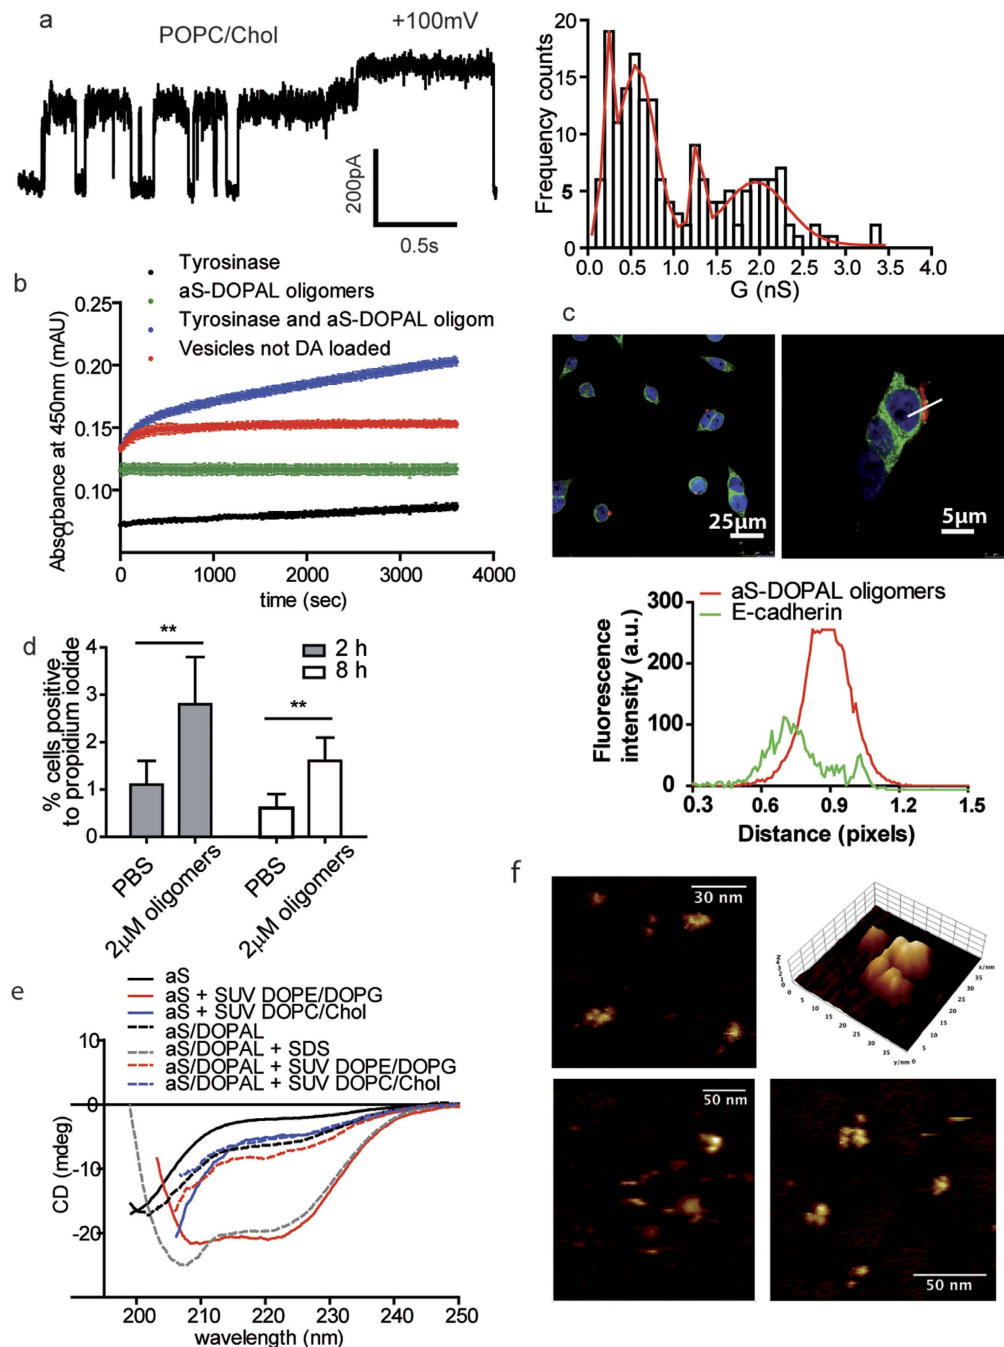 a
POPC/Chol
+100mV
200pA
0.5s
Frequency counts
20
15
10
5
0
0.0 0.5 1.0 1.5 2.0 2.5 3.0 3.5 4.0
G (nS)
b
Tyrosinase
aS-DOPAL oligomers
Tyrosinase and aS-DOPAL oligom
Vesicles not DA loaded
Absorbance at 450nm (mAU)
0.25
0.20
0.15
0.10
0 1000 2000 3000 4000
time (sec)
c
c
25μm
5μm
aS-DOPAL oligomers
E-cadherin
Fluorescence
intensity (a.u.)
300
200
100
0
0.3 0.6 0.9 1.2 1.5
Distance (pixels)
d
% cells positive
to propidium iodide
4
3
2
1
0
**
**
2 h
8 h
PBS
2μM oligomers
PBS
2μM oligomers
e
aS
aS + SUV DOPE/DOPG
aS + SUV DOPC/Chol
aS/DOPAL
aS/DOPAL + SDS
aS/DOPAL + SUV DOPE/DOPG
aS/DOPAL + SUV DOPC/Chol
CD (mdeg)
10
0
-10
-20
200 210 220 230 240 250
wavelength (nm)
f
30 nm
x/nm
y/nm
50 nm
50 nm